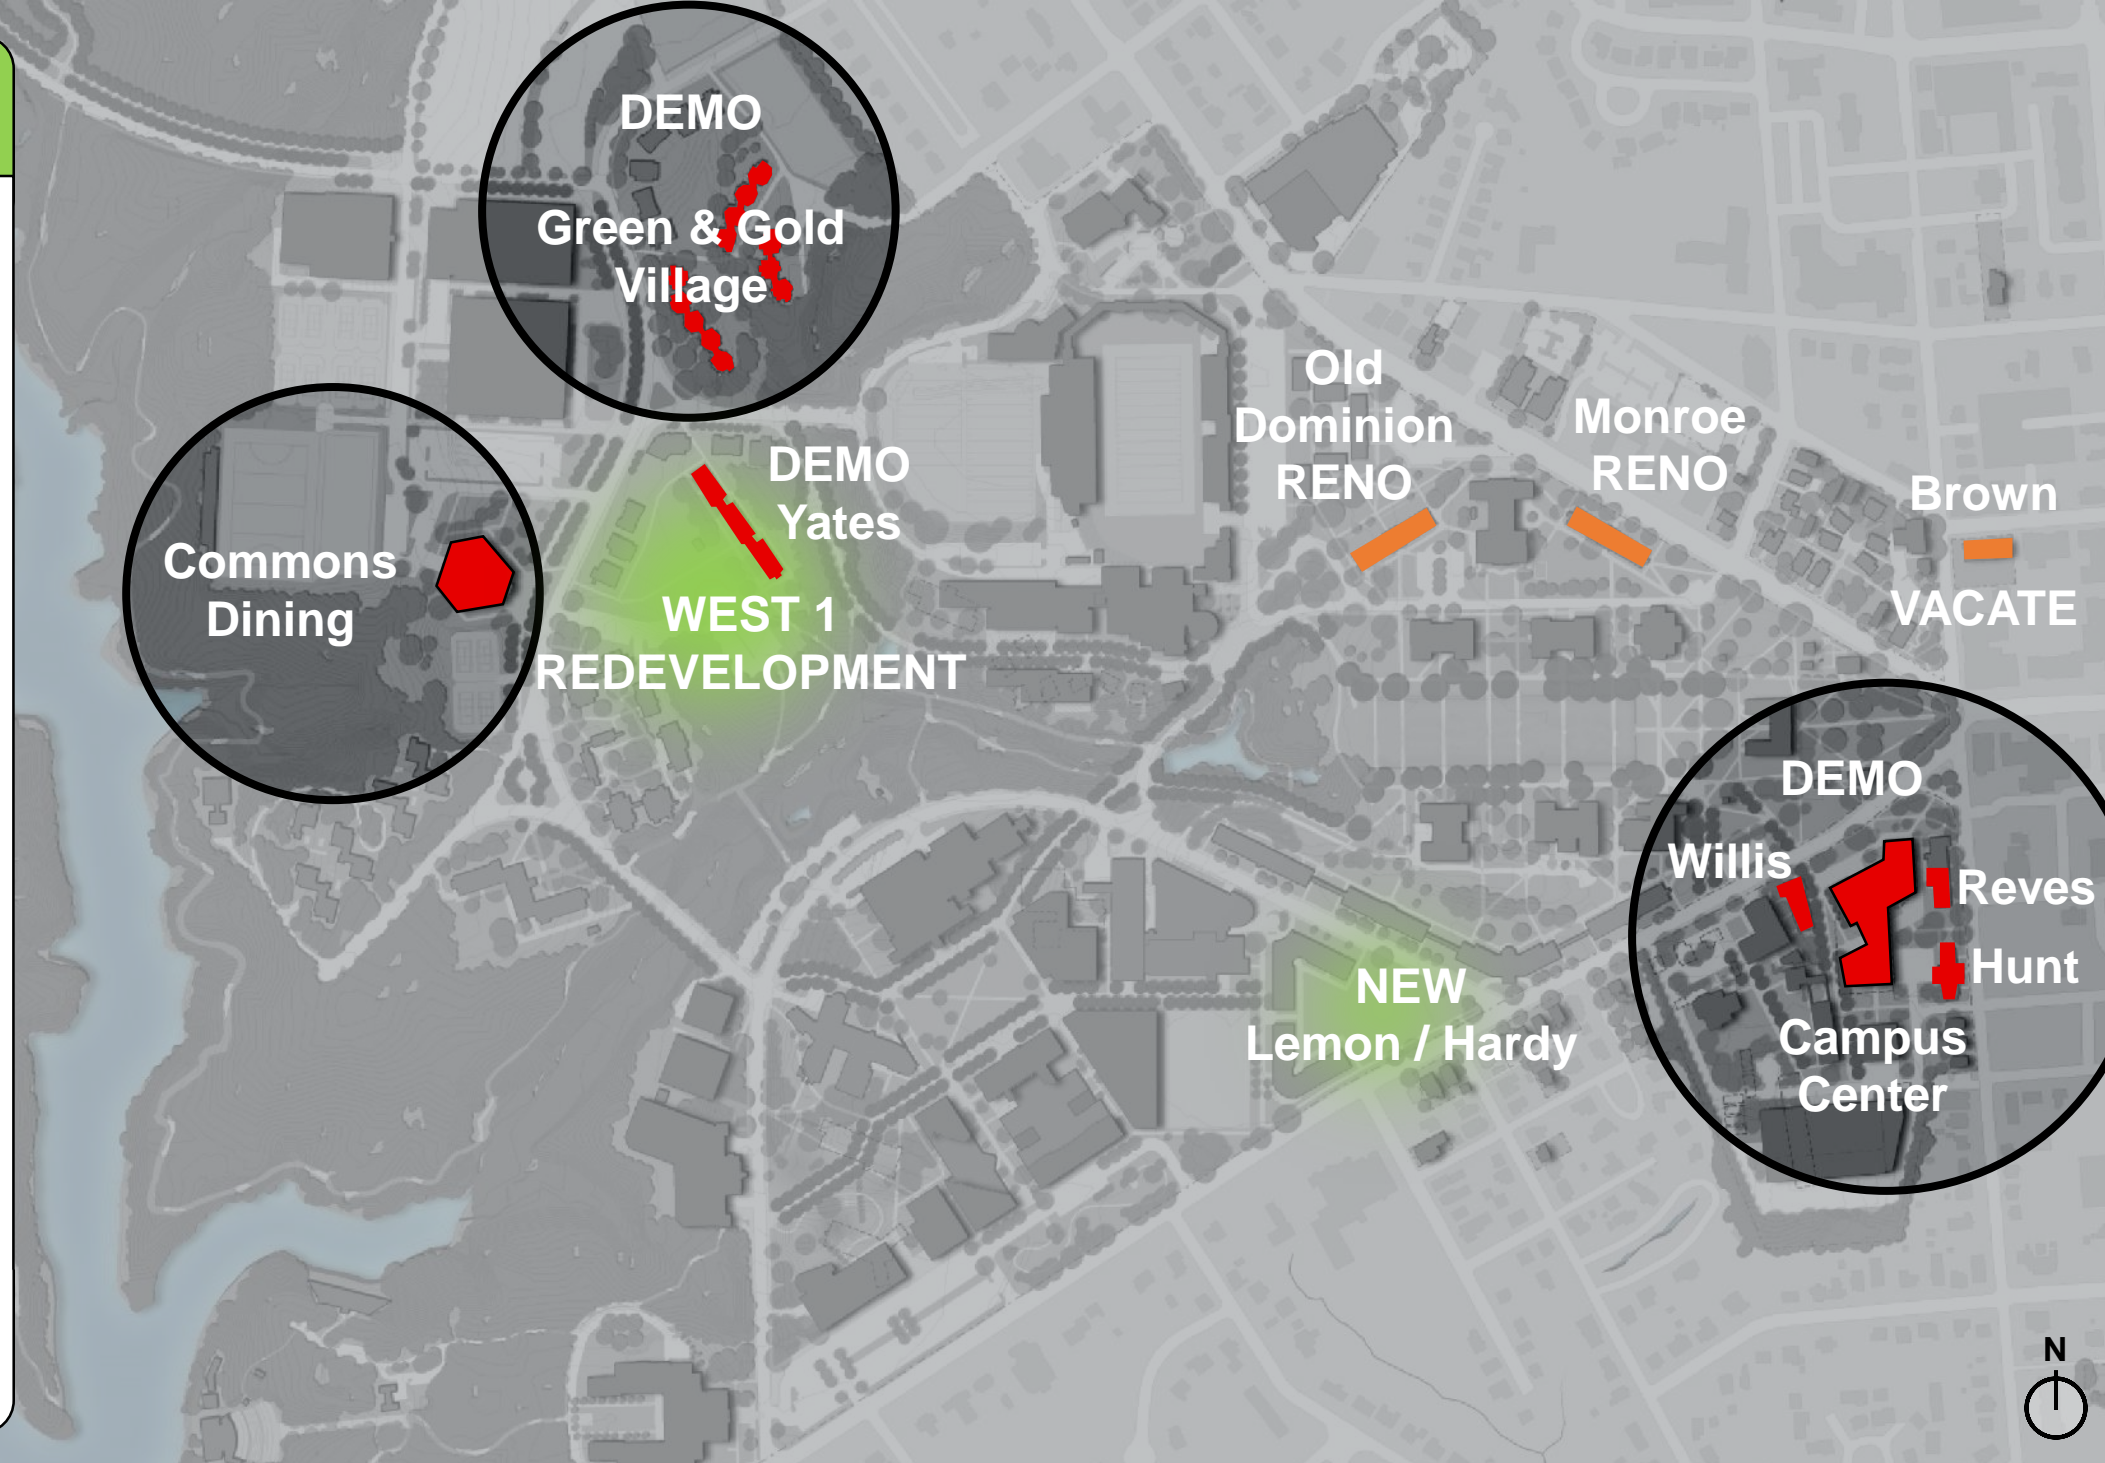 DEMO
Green & Gold
Village
Commons
Dining
DEMO
Yates
WEST 1
REDEVELOPMENT
Old
Dominion
RENO
Monroe
RENO
Brown
VACATE
DEMO
Willis
Reves
Hunt
Campus
Center
NEW
Lemon / Hardy
N